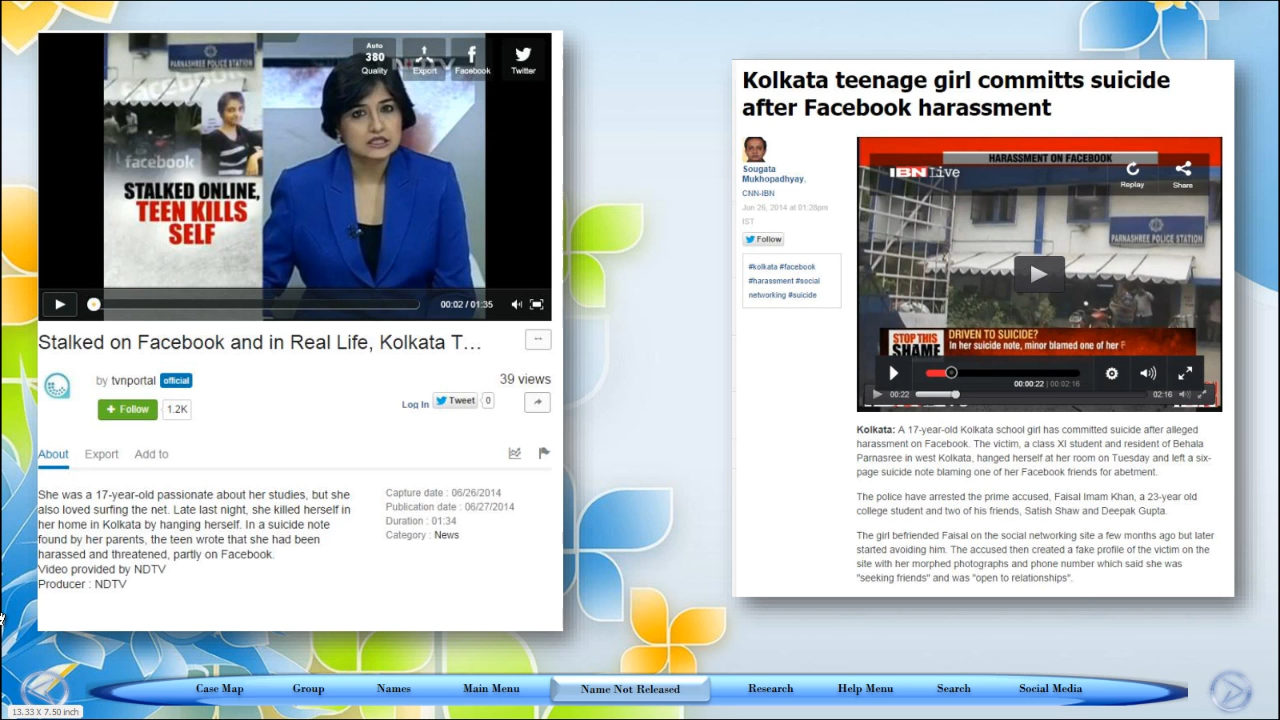 PARNASHREE POLICE STATION
Auto
380
Quality
Export
Facebook
Twitter
NDTV
facebook
STALKED ONLINE,
TEEN KILLS
SELF
00:02 / 01:35
Stalked on Facebook and in Real Life, Kolkata T…
by tvnportal official
39 views
Follow 1.2K
Log In Tweet 0
About Export Add to
She was a 17-year-old passionate about her studies, but she
also loved surfing the net. Late last night, she killed herself in
her home in Kolkata by hanging herself. In a suicide note
found by her parents, the teen wrote that she had been
harassed and threatened, partly on Facebook.
Video provided by NDTV
Producer : NDTV
Capture date : 06/26/2014
Publication date : 06/27/2014
Duration : 01:34
Category : News
Kolkata teenage girl committs suicide
after Facebook harassment
Sougata
Mukhopadhyay,
CNN-IBN
Jun 26, 2014 at 01:28pm
IST
Follow
#kolkata #facebook
#harassment #social
networking #suicide
HARASSMENT ON FACEBOOK
IBNLive
Replay
Share
PARNASHREE POLICE STATION
STOP THIS
SHAME
DRIVEN TO SUICIDE?
In her suicide note, minor blamed one of her F
00:00:22 | 00:02:16
00:22
02:16
Kolkata: A 17-year-old Kolkata school girl has committed suicide after alleged
harassment on Facebook. The victim, a class XI student and resident of Behala
Parnasree in west Kolkata, hanged herself at her room on Tuesday and left a six-
page suicide note blaming one of her Facebook friends for abetment.
The police have arrested the prime accused, Faisal Imam Khan, a 23-year old
college student and two of his friends, Satish Shaw and Deepak Gupta.
The girl befriended Faisal on the social networking site a few months ago but later
started avoiding him. The accused then created a fake profile of the victim on the
site with her morphed photographs and phone number which said she was
"seeking friends" and was "open to relationships".
Case Map Group Names Main Menu Name Not Released Research Help Menu Search Social Media
13.33 X 7.50 inch